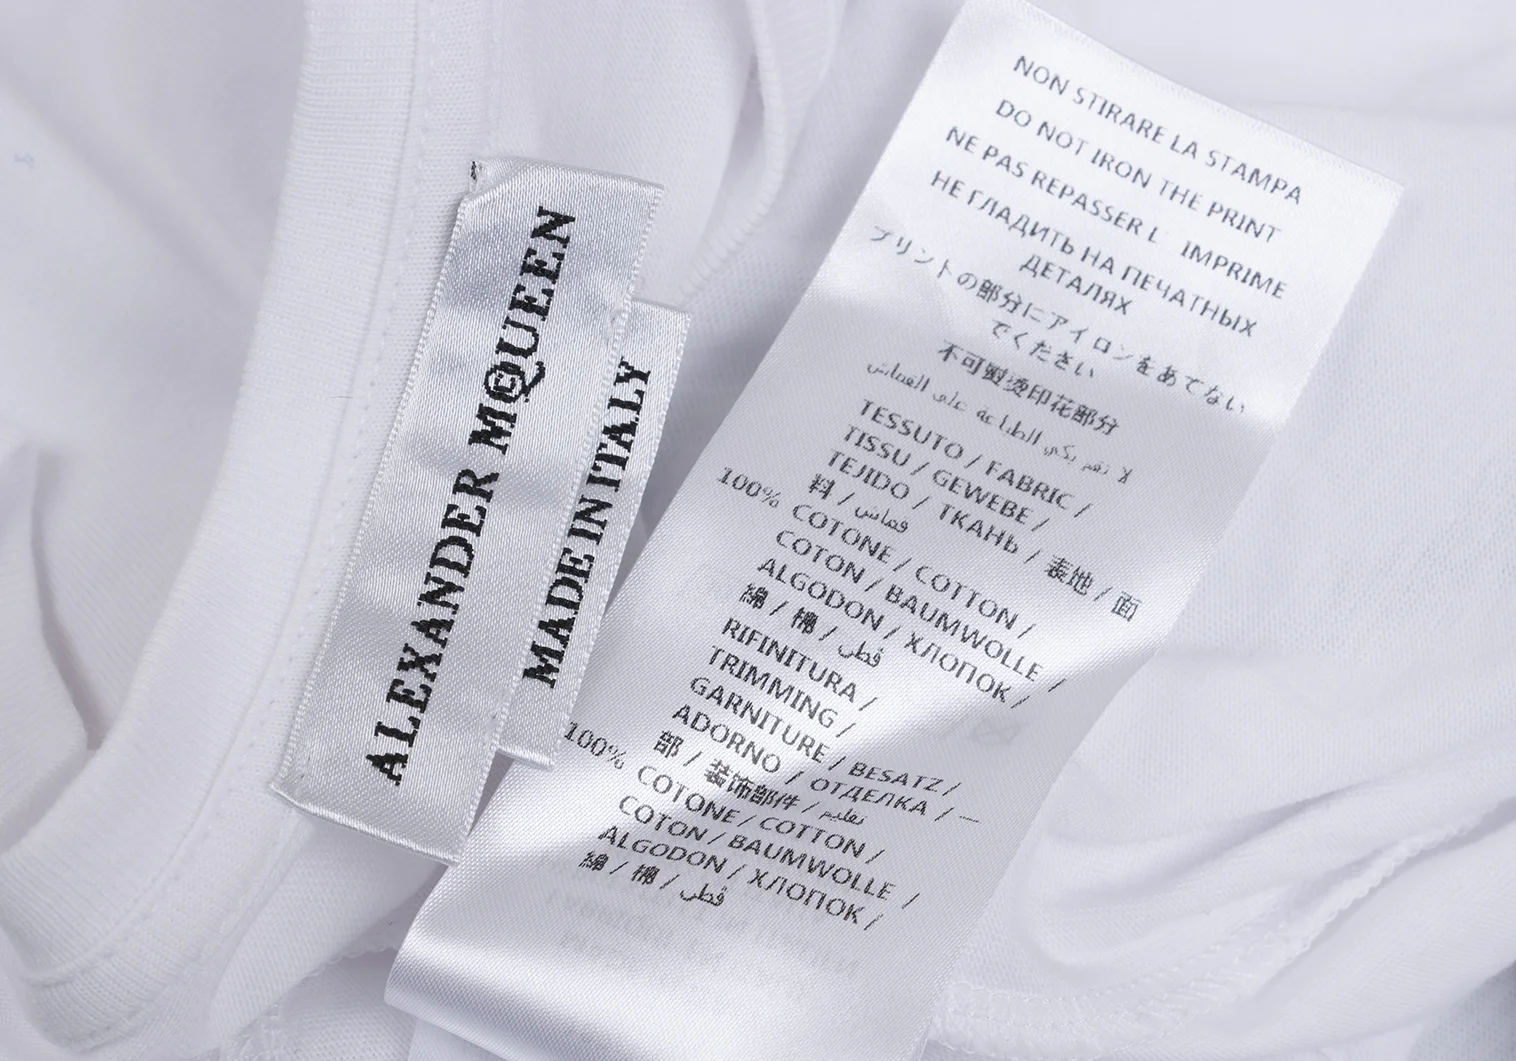 ALEXANDER MCQUEEN
MADE IN ITALY
NON STIRARE LA STAMPA
DO NOT IRON THE PRINT
NE PAS REPASSER L IMPRIME
НЕ ГЛАДИТЬ НА ПЕЧАТНЫХ
ДЕТАЛЯХ
プリントの部分にアイロンをあてない
でください
不可熨烫印花部分
TESSUTO / FABRIC /
TISSU / GEWEBE /
TEJIDO / ТКАНЬ / 表地 / 面
料 / قماش
100% COTONE / COTTON /
COTON / BAUMWOLLE /
ALGODON / ХЛОПОК /
綿 / 棉 / قطن
RIFINITURA /
TRIMMING /
GARNITURE / BESATZ /
ADORNO / ОТДЕЛКА / 一
部 / 装饰部件 /
100% COTONE / COTTON /
COTON / BAUMWOLLE /
ALGODON / ХЛОПОК /
綿 / 棉 / قطن